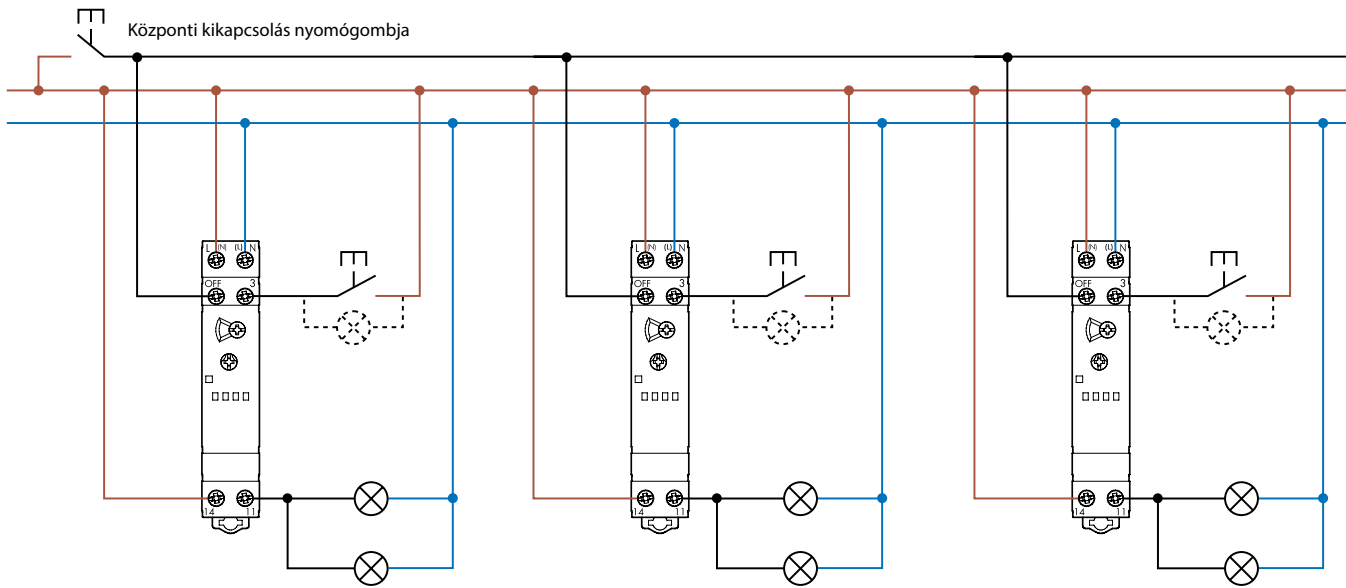 Központi kikapcsolás nyomógombja
L (N) (L) N
OFF 3
14 11
L (N) (L) N
OFF 3
14 11
L (N) (L) N
OFF 3
14 11